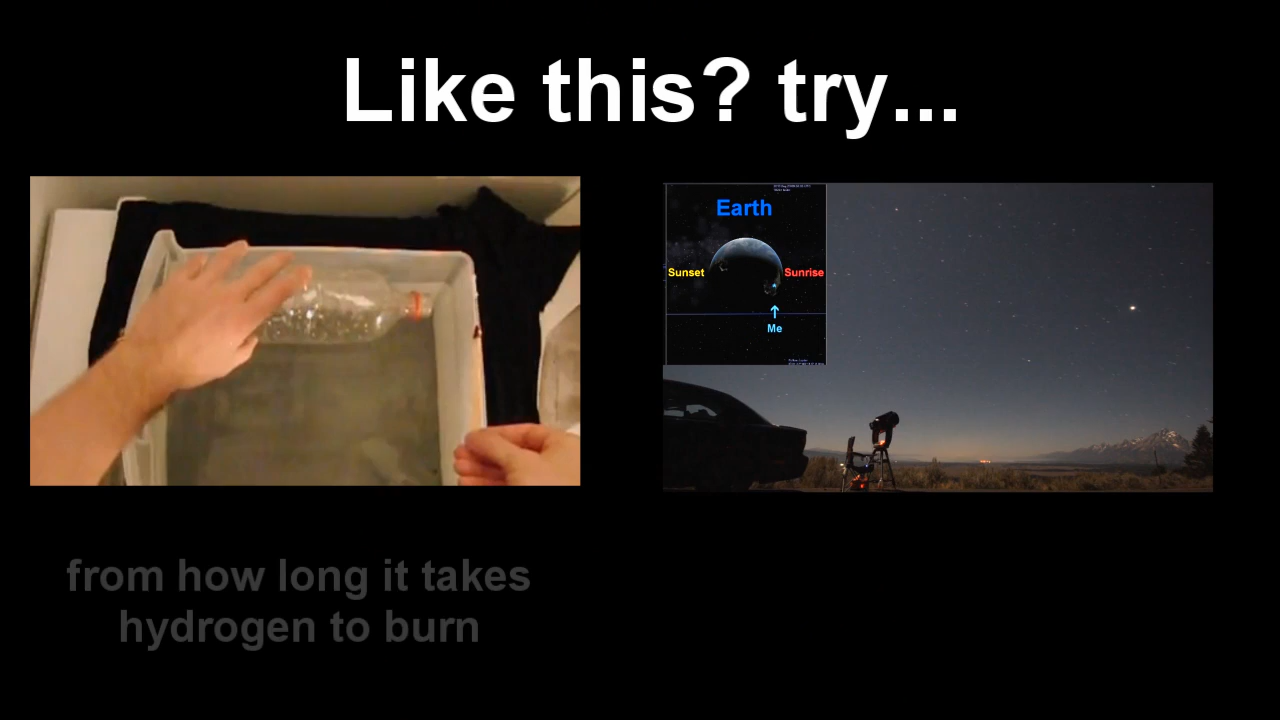 Like this? try...
Earth
Sunset
Sunrise
Me
from how long it takes
hydrogen to burn